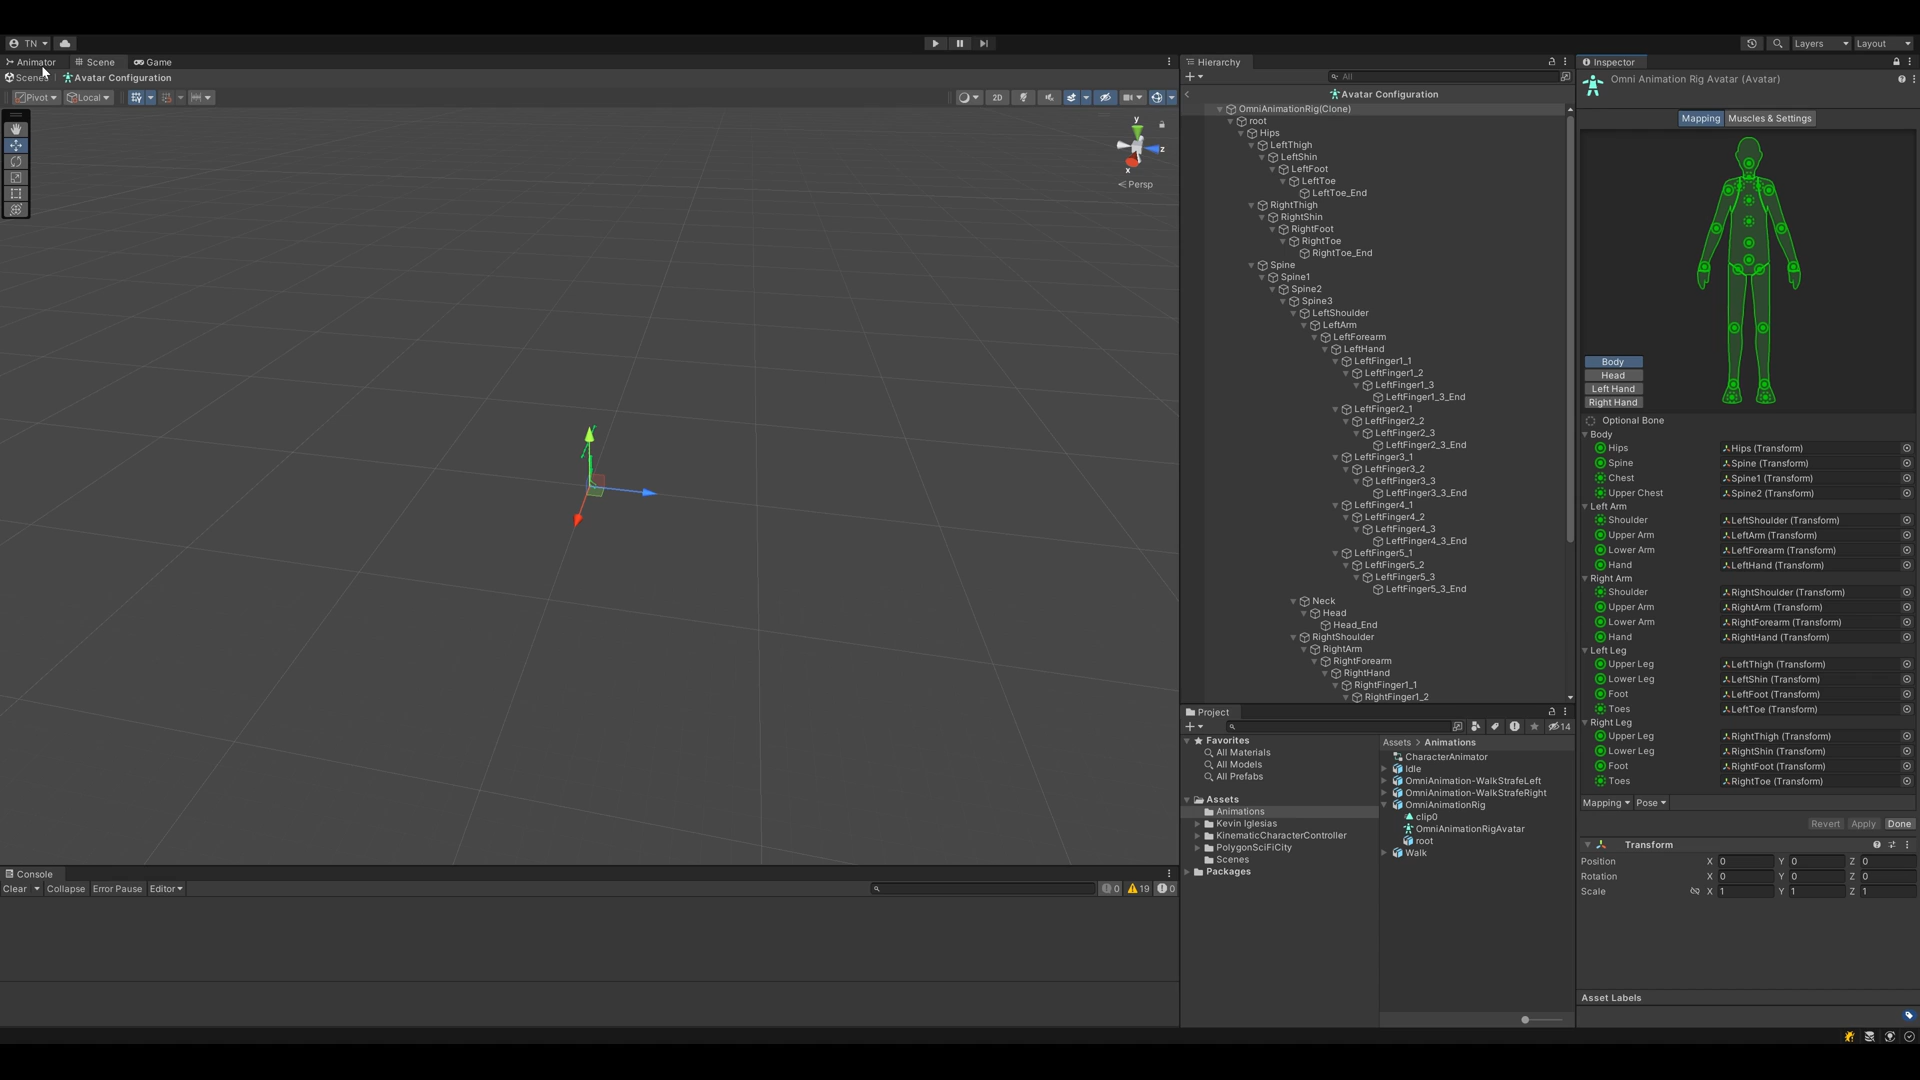 TN
Layers
Layout
Animator
Scene
Game
Scenes
Avatar Configuration
Pivot
Local
2D
y
z
x
Persp
Hierarchy
All
Avatar Configuration
OmniAnimationRig(Clone)
root
Hips
LeftThigh
LeftShin
LeftFoot
LeftToe
LeftToe_End
RightThigh
RightShin
RightFoot
RightToe
RightToe_End
Spine
Spine1
Spine2
Spine3
LeftShoulder
LeftArm
LeftForearm
LeftHand
LeftFinger1_1
LeftFinger1_2
LeftFinger1_3
LeftFinger1_3_End
LeftFinger2_1
LeftFinger2_2
LeftFinger2_3
LeftFinger2_3_End
LeftFinger3_1
LeftFinger3_2
LeftFinger3_3
LeftFinger3_3_End
LeftFinger4_1
LeftFinger4_2
LeftFinger4_3
LeftFinger4_3_End
LeftFinger5_1
LeftFinger5_2
LeftFinger5_3
LeftFinger5_3_End
Neck
Head
Head_End
RightShoulder
RightArm
RightForearm
RightHand
RightFinger1_1
RightFinger1_2
Project
14
Favorites
All Materials
All Models
All Prefabs
Assets
Animations
Kevin Iglesias
KinematicCharacterController
PolygonSciFiCity
Scenes
Packages
Assets > Animations
CharacterAnimator
Idle
OmniAnimation-WalkStrafeLeft
OmniAnimation-WalkStrafeRight
OmniAnimationRig
clip0
OmniAnimationRigAvatar
root
Walk
Console
Clear
Collapse
Error Pause
Editor
0
19
0
Inspector
Omni Animation Rig Avatar (Avatar)
Mapping
Muscles & Settings
Body
Head
Left Hand
Right Hand
Optional Bone
Body
Hips Hips (Transform)
Spine Spine (Transform)
Chest Spine1 (Transform)
Upper Chest Spine2 (Transform)
Left Arm
Shoulder LeftShoulder (Transform)
Upper Arm LeftArm (Transform)
Lower Arm LeftForearm (Transform)
Hand LeftHand (Transform)
Right Arm
Shoulder RightShoulder (Transform)
Upper Arm RightArm (Transform)
Lower Arm RightForearm (Transform)
Hand RightHand (Transform)
Left Leg
Upper Leg LeftThigh (Transform)
Lower Leg LeftShin (Transform)
Foot LeftFoot (Transform)
Toes LeftToe (Transform)
Right Leg
Upper Leg RightThigh (Transform)
Lower Leg RightShin (Transform)
Foot RightFoot (Transform)
Toes RightToe (Transform)
Mapping Pose
Revert Apply Done
Transform
Position X 0 Y 0 Z 0
Rotation X 0 Y 0 Z 0
Scale X 1 Y 1 Z 1
Asset Labels